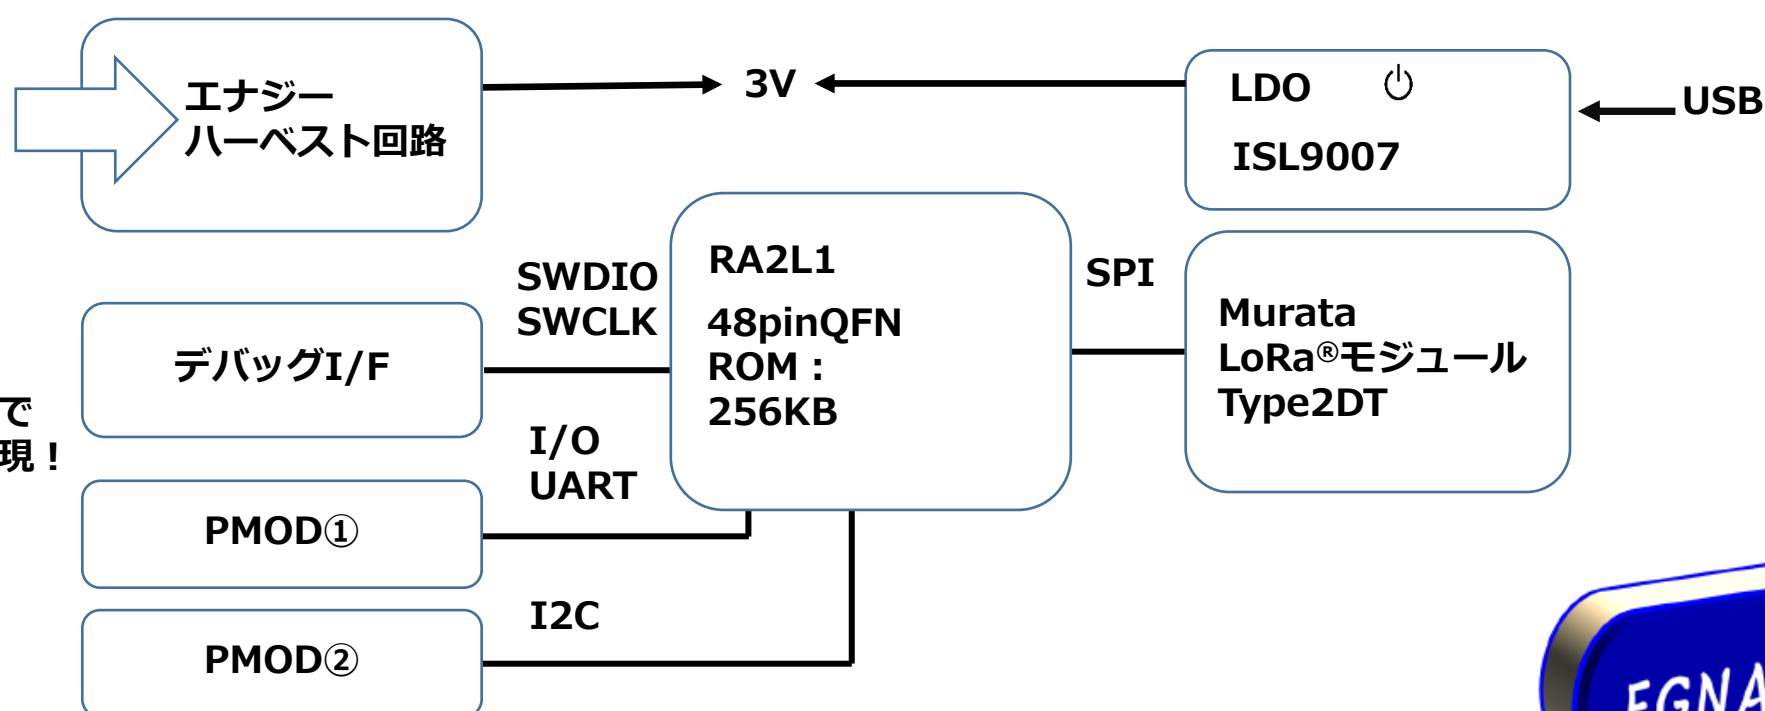 エナジー
ハーベスト回路
3V
LDO
ISL9007
USB
SWDIO
SWCLK
RA2L1
48pinQFN
ROM：
256KB
SPI
Murata
LoRa®モジュール
Type2DT
デバッグI/F
で
現！
I/O
UART
PMOD①
I2C
PMOD②
EGNA